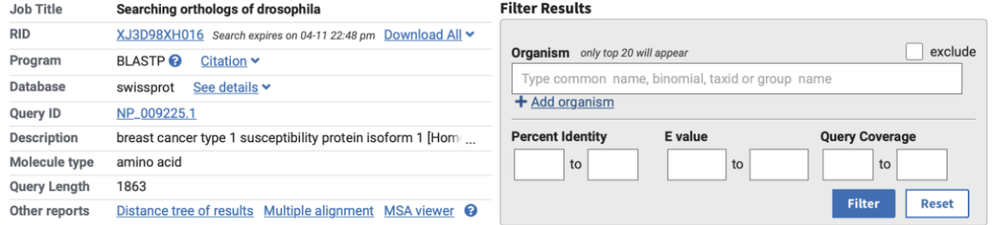 Job Title Searching orthologs of drosophila
RID XJ3D98XH016 Search expires on 04-11 22:48 pm Download All
Program BLASTP ? Citation
Database swissprot See details
Query ID NP_009225.1
Description breast cancer type 1 susceptibility protein isoform 1 [Hom ...
Molecule type amino acid
Query Length 1863
Other reports Distance tree of results Multiple alignment MSA viewer ?
Filter Results
Organism only top 20 will appear exclude
Type common name, binomial, taxid or group name
+ Add organism
Percent Identity E value Query Coverage
to to to
Filter Reset